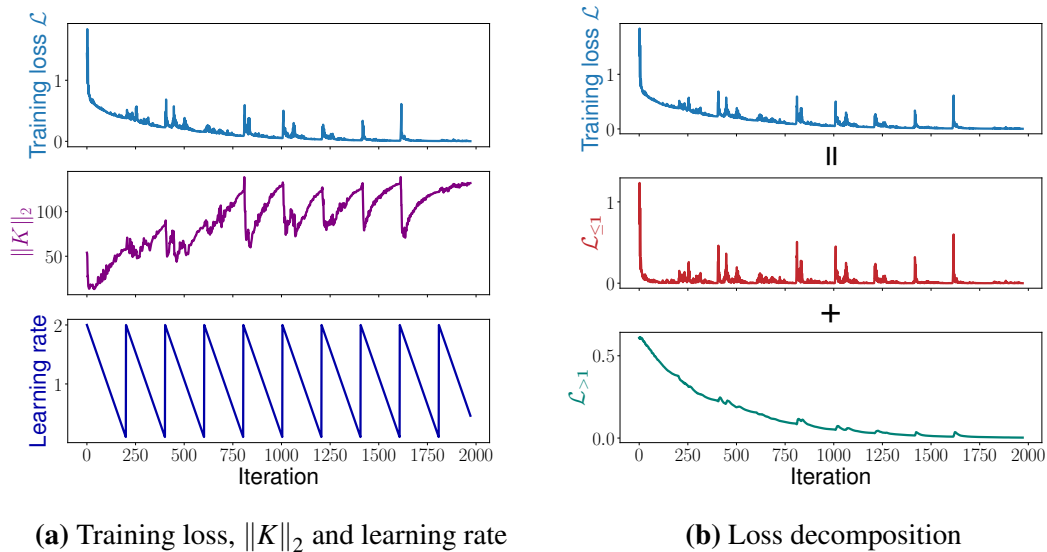 Training loss ℒ
1
0
‖K‖₂
100
50
Learning rate
2
1
0 250 500 750 1000 1250 1500 1750 2000
Iteration
(a) Training loss, ‖K‖₂ and learning rate
Training loss ℒ
1
0
=
ℒ≤1
1
0
+
ℒ>1
0.5
0.0
0 250 500 750 1000 1250 1500 1750 2000
Iteration
(b) Loss decomposition